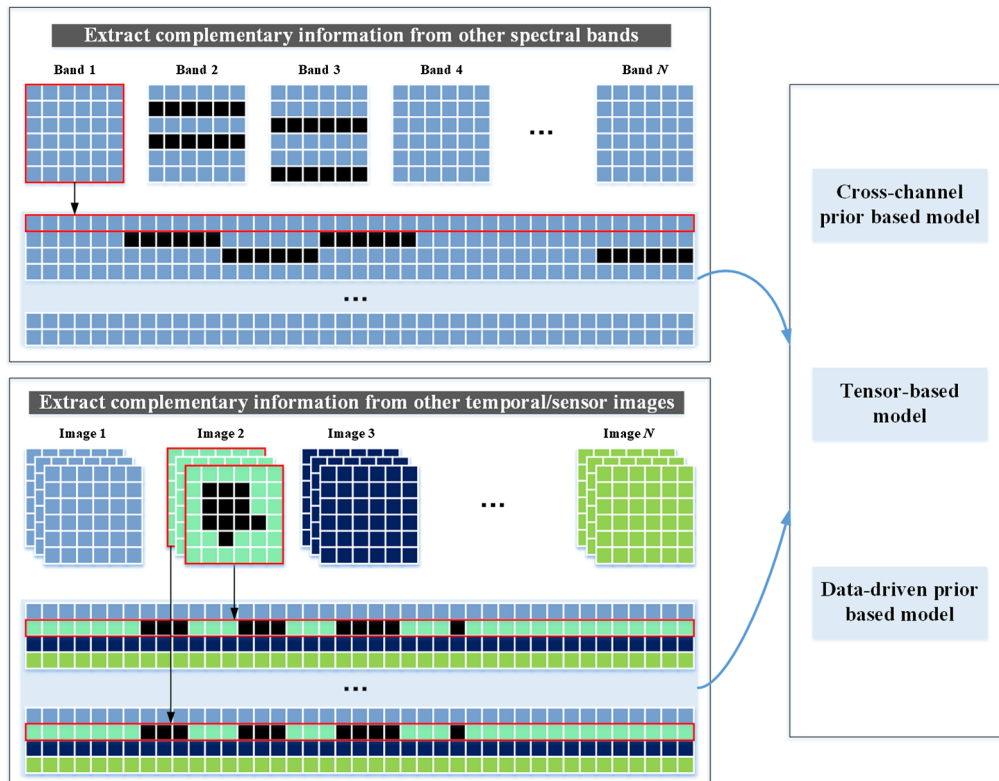 Extract complementary information from other spectral bands
Band 1
Band 2
Band 3
Band 4
Band N
...
...
Extract complementary information from other temporal/sensor images
Image 1
Image 2
Image 3
Image N
...
...
Cross-channel
prior based model
Tensor-based
model
Data-driven prior
based model